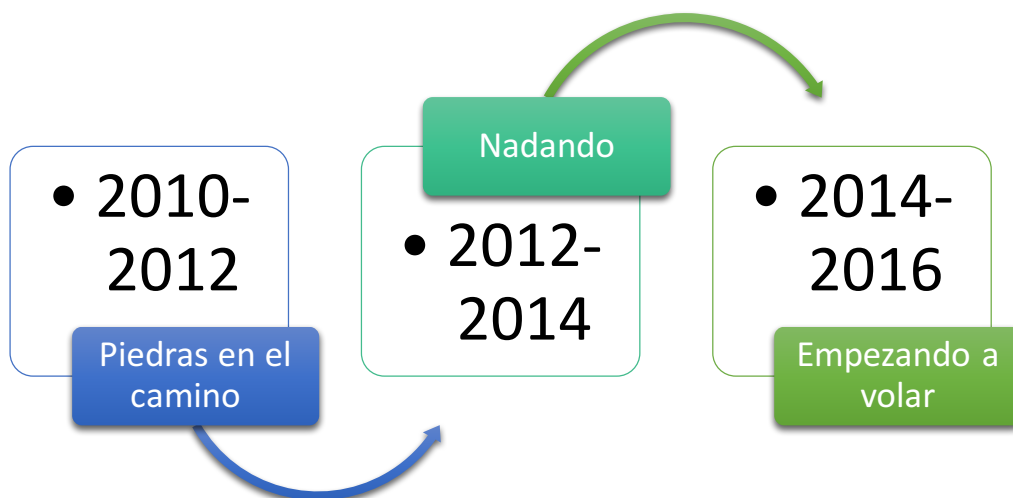 • 2010-
2012
Piedras en el
camino
Nadando
• 2012-
2014
• 2014-
2016
Empezando a
volar